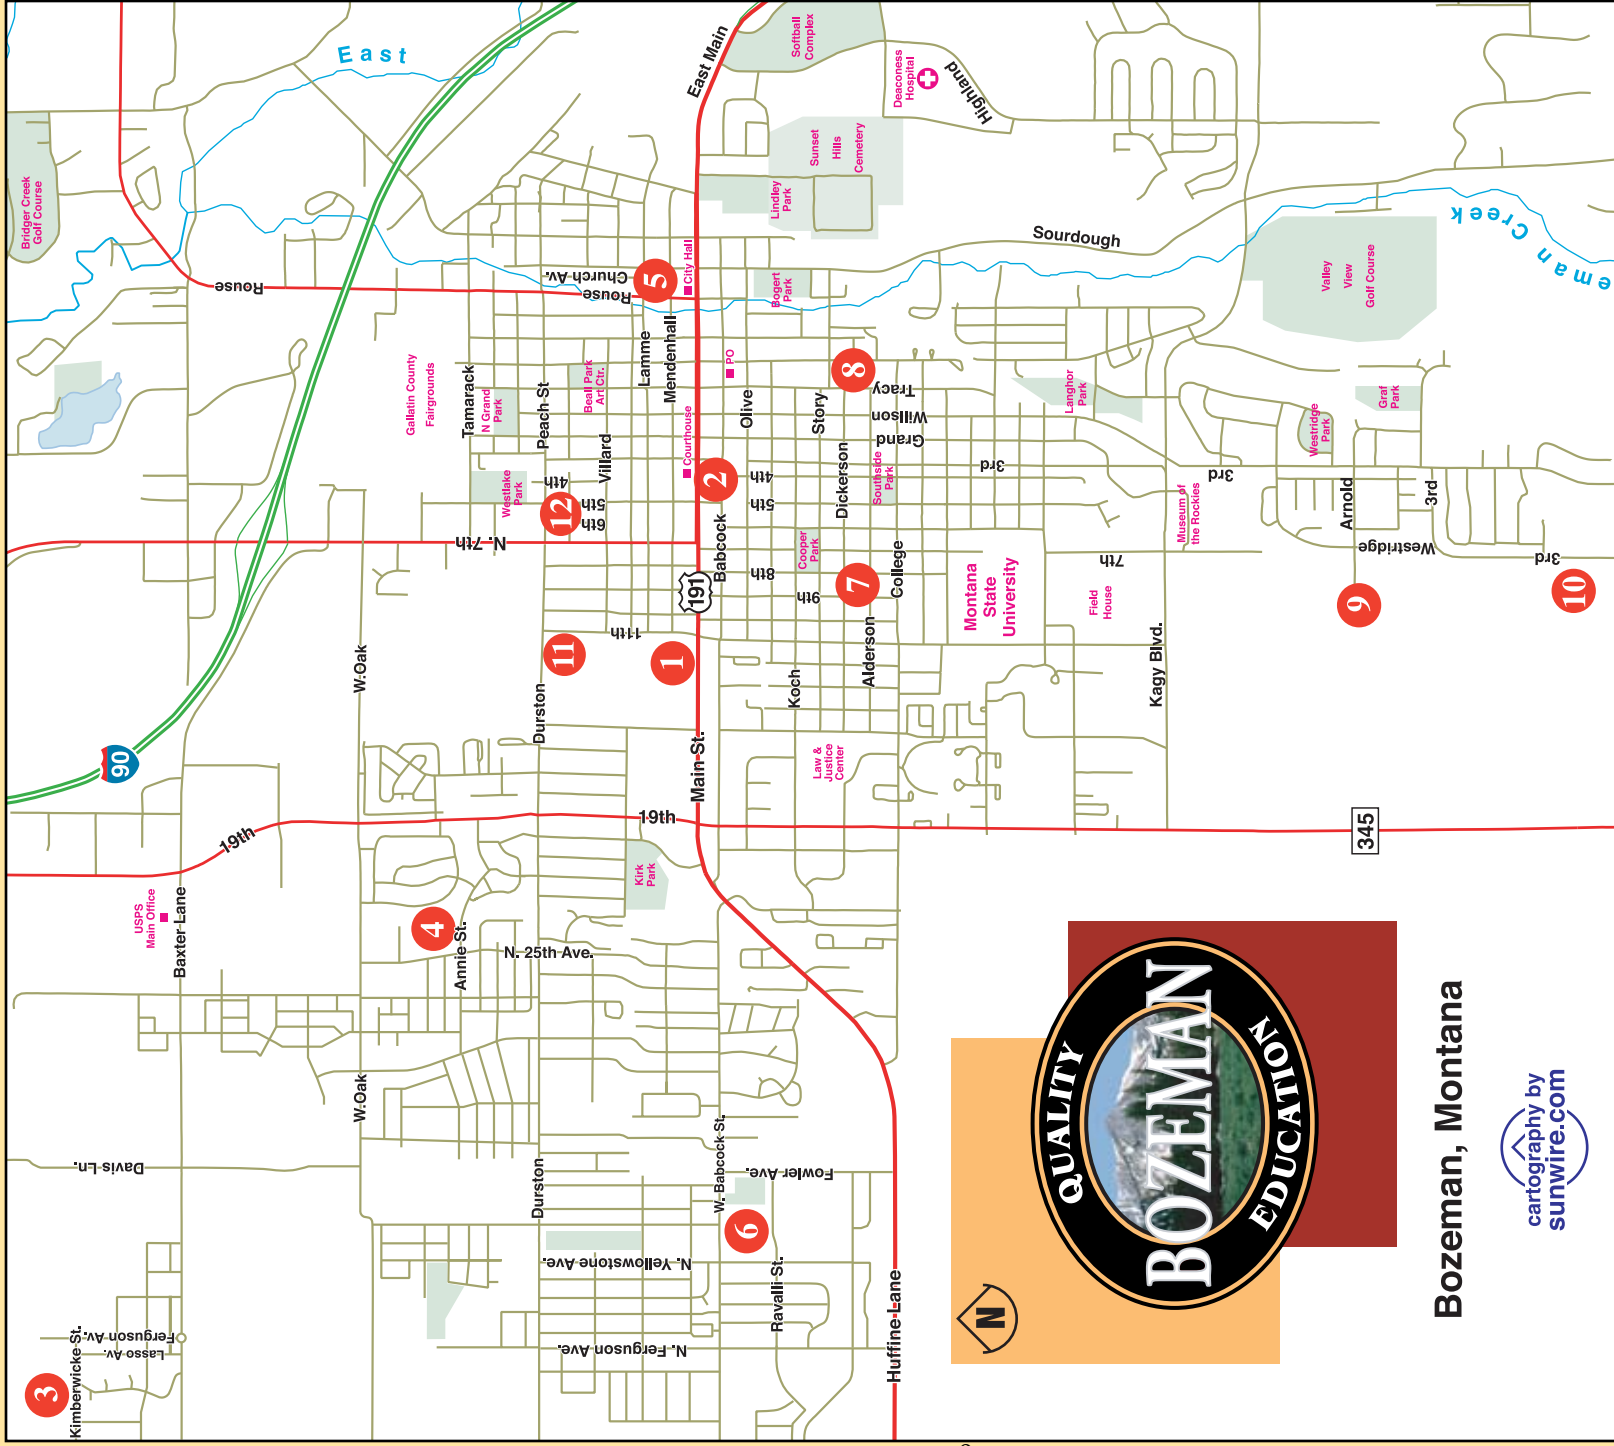 East
Bridger Creek
Golf Course
Rouse
East Main
Softball
Complex
Deaconess
Hospital
Highland
Sunset
Hills
Cemetery
Lindley
Park
Sourdough
Church Av.
Rouse
5
City Hall
Bogert
Park
Valley
View
Golf Course
eman Creek
Gallatin County
Fairgrounds
Tamarack
N Grand
Park
Peach St
Beall Park
Art Ctr.
Lamme
Mendenhall
PO
Olive
Story
8
Tracy
Willson
Grand
Langhor
Park
Westridge
Park
Graf
Park
Villard
Courthouse
Westlake
Park
4th
5th
6th
12
N. 7th
2
4th
5th
Babcock
8th
Cooper
Park
9th
Dickerson
Southside
Park
3rd
3rd
College
7
Alderson
Koch
Montana
State
University
7th
Field
House
Museum of
the Rockies
Kagy Blvd.
Arnold
3rd
Westridge
3rd
9
10
191
11th
11
1
W.Oak
Durston
90
Main St.
19th
19th
Law &
Justice
Center
345
Kirk
Park
USPS
Main Office
Baxter Lane
4
Annie St.
N. 25th Ave.
W.Oak
Davis Ln.
Durston
W. Babcock St.
Fowler Ave.
6
N. Yellowstone Ave.
Ravalli St.
Huffine Lane
N. Ferguson Ave.
Ferguson Av.
Lasso Av.
Kimberwicke St.
3
N
QUALITY
BOZEMAN
EDUCATION
Bozeman, Montana
cartography by
sunwire.com